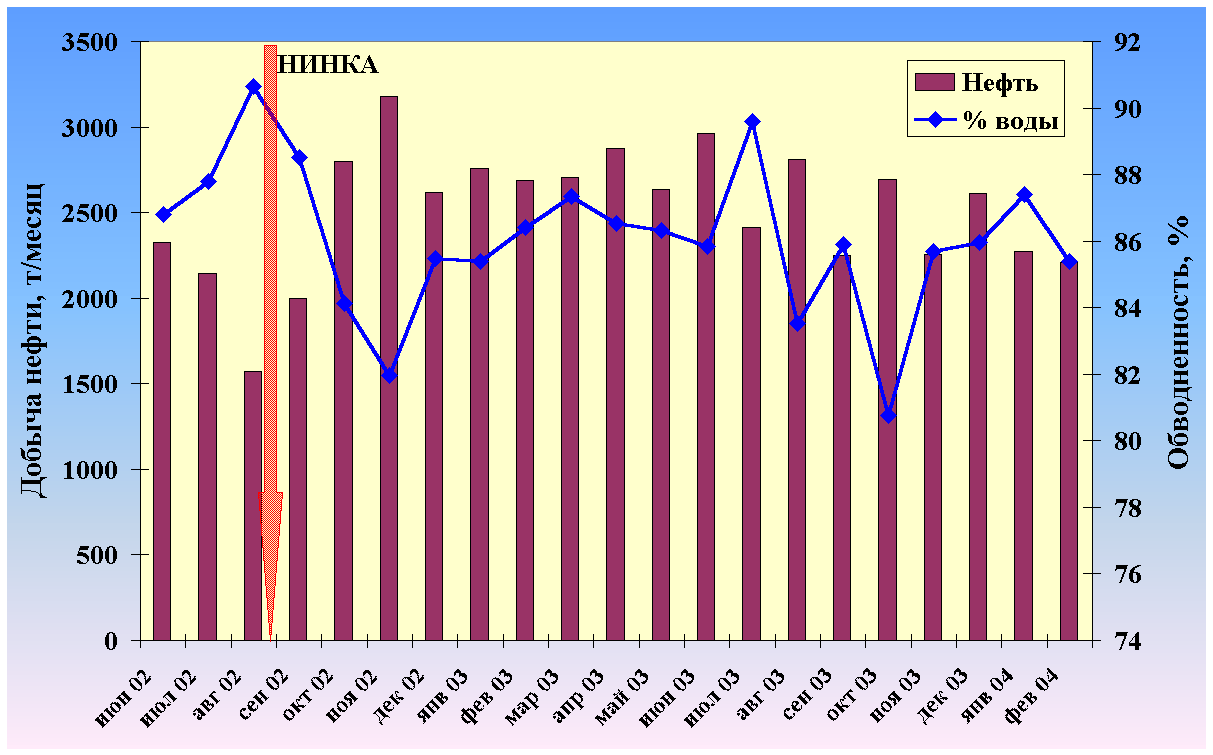 НИНКА
Нефть
% воды
Добыча нефти, т/месяц
3500
3000
2500
2000
1500
1000
500
0
Обводненность, %
92
90
88
86
84
82
80
78
76
74
июн 02
июл 02
авг 02
сен 02
окт 02
ноя 02
дек 02
янв 03
фев 03
мар 03
апр 03
май 03
июн 03
июл 03
авг 03
сен 03
окт 03
ноя 03
дек 03
янв 04
фев 04